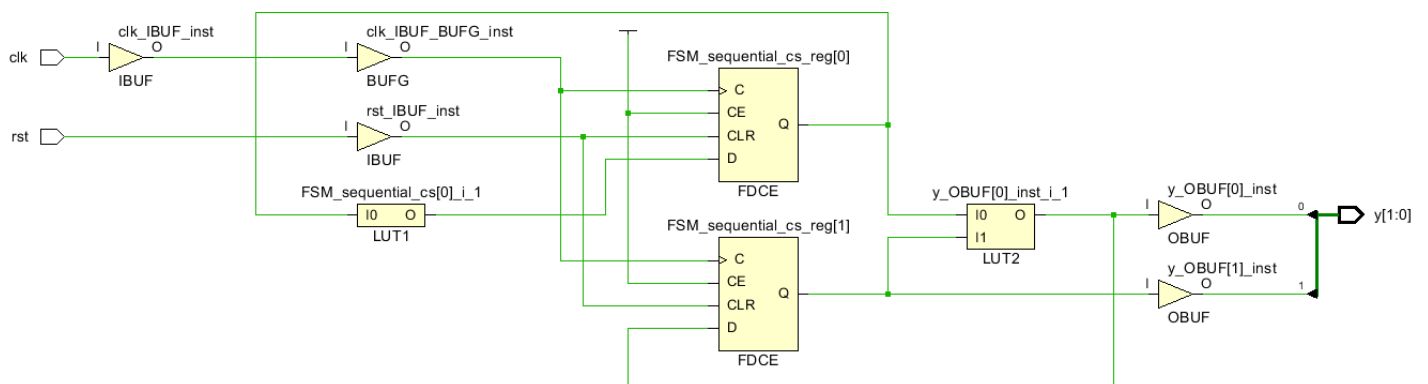 clk
I
clk_IBUF_inst
O
IBUF
I
clk_IBUF_BUFG_inst
O
BUFG
rst
I
rst_IBUF_inst
O
IBUF
FSM_sequential_cs[0]_i_1
I0
O
LUT1
FSM_sequential_cs_reg[0]
C
CE
CLR
D
Q
FDCE
FSM_sequential_cs_reg[1]
C
CE
CLR
D
Q
FDCE
y_OBUF[0]_inst_i_1
I0
O
I1
LUT2
y_OBUF[0]_inst
I
O
OBUF
y_OBUF[1]_inst
I
O
OBUF
0
1
y[1:0]